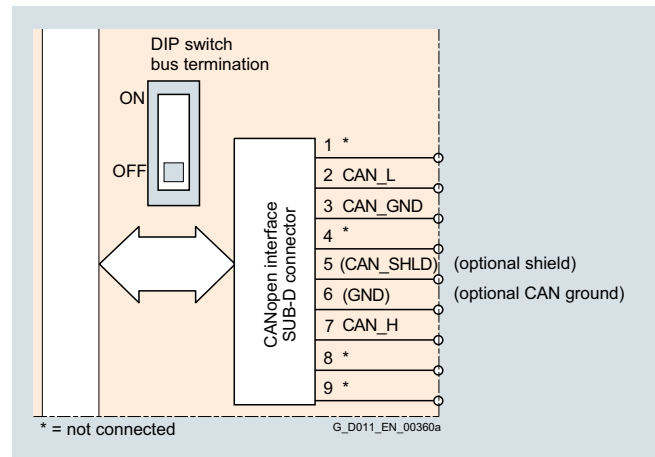 DIP switch
bus termination
ON
OFF
CANopen interface
SUB-D connector
1 *
2 CAN_L
3 CAN_GND
4 *
5 (CAN_SHLD) (optional shield)
6 (GND) (optional CAN ground)
7 CAN_H
8 *
9 *
* = not connected
G_D011_EN_00360a